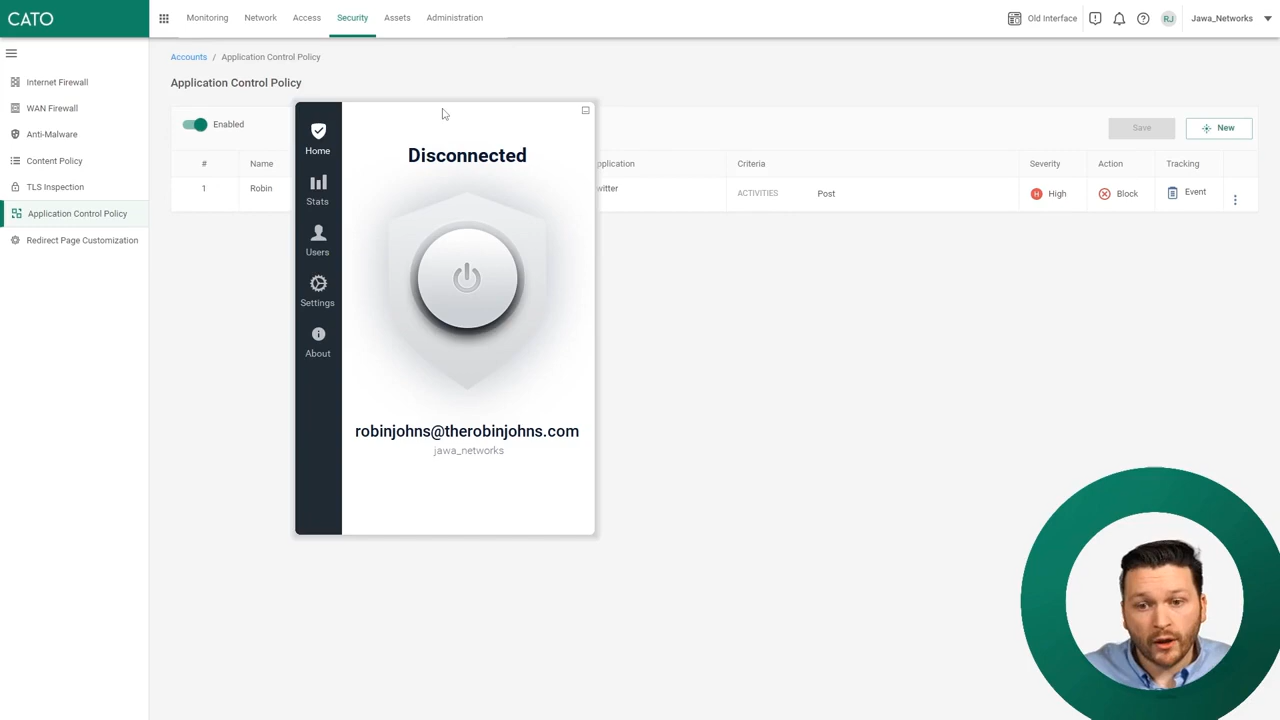 CATO
Monitoring
Network
Access
Security
Assets
Administration
Old Interface
RJ
Jawa_Networks
Internet Firewall
WAN Firewall
Anti-Malware
Content Policy
TLS Inspection
Application Control Policy
Redirect Page Customization
Accounts / Application Control Policy
Application Control Policy
Enabled
Save
New
# Name pplication Criteria Severity Action Tracking
1 Robin witter ACTIVITIES Post H High Block Event
Home
Stats
Users
Settings
About
Disconnected
robinjohns@therobinjohns.com
jawa_networks